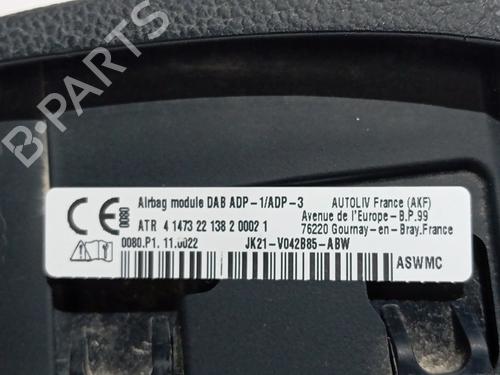 CE 0080
Airbag module DAB ADP-1/ADP-3
ATR 4 1473 22 138 2 0002 1
0080.P1. 11.0022
AUTOLIV France (AKF)
Avenue de l'Europe-B.P.99
76220 Gournay-en-Bray.France
JK21-V042B85-ABW
ASWMC
B-PARTS